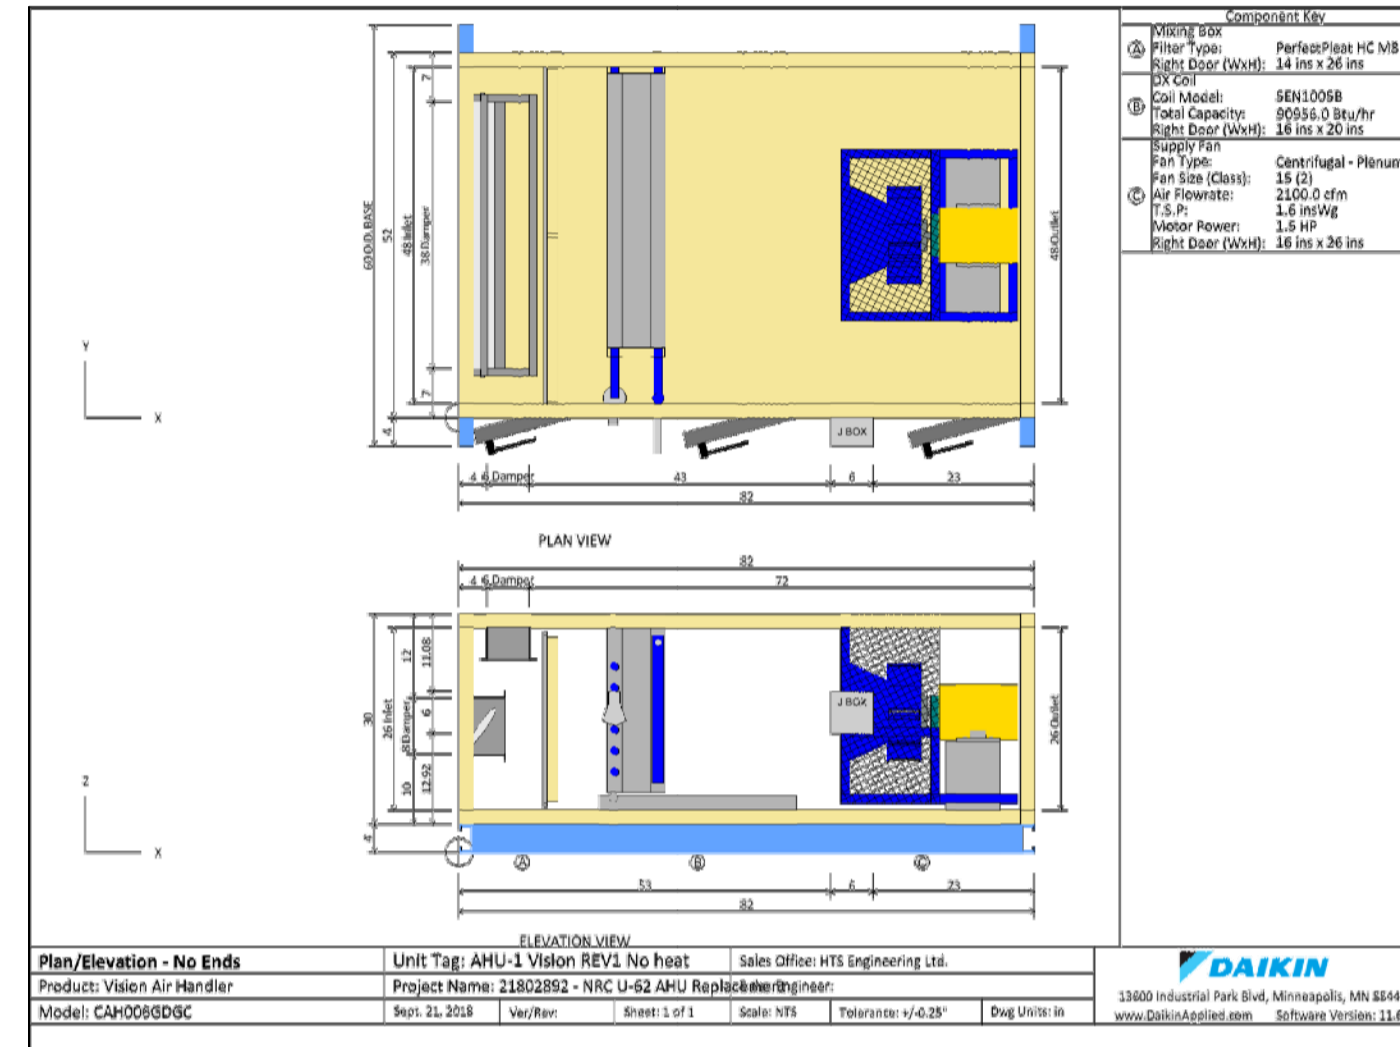 Component Key
Mixing Box
A
Filter Type: PerfectPleat HC M8
Right Door (WxH): 14 ins x 26 ins
DX Coil
B
Coil Model: 5EN1005B
Total Capacity: 90956.0 Btu/hr
Right Door (WxH): 16 ins x 20 ins
Supply Fan
Fan Type: Centrifugal - Plenum
Fan Size (Class): 15 (2)
C
Air Flowrate: 2100.0 cfm
T.S.P: 1.6 insWg
Motor Power: 1.5 HP
Right Door (WxH): 16 ins x 26 ins
60 O.D.BASE
52
48 Inlet
7
38 Damper
7
4
48 Outlet
Y
X
J BOX
4 6 Damper 43 6 23
82
PLAN VIEW
82
4 6 Damper 72
30
26 Inlet
12
8 Damper
10
11.08
6
12.92
4
J BOX
26 Outlet
Z
X
A B C
53 6 23
82
ELEVATION VIEW
Plan/Elevation - No Ends
Unit Tag: AHU-1 Vision REV1 No heat
Sales Office: HTS Engineering Ltd.
Product: Vision Air Handler
Project Name: 21802892 - NRC U-62 AHU Replacement
Engineer:
Model: CAH006GDGC
Sept. 21, 2018
Ver/Rev:
Sheet: 1 of 1
Scale: NTS
Tolerance: +/-0.25"
Dwg Units: in
DAIKIN
13600 Industrial Park Blvd, Minneapolis, MN
www.DaikinApplied.com Software Version: 11.6